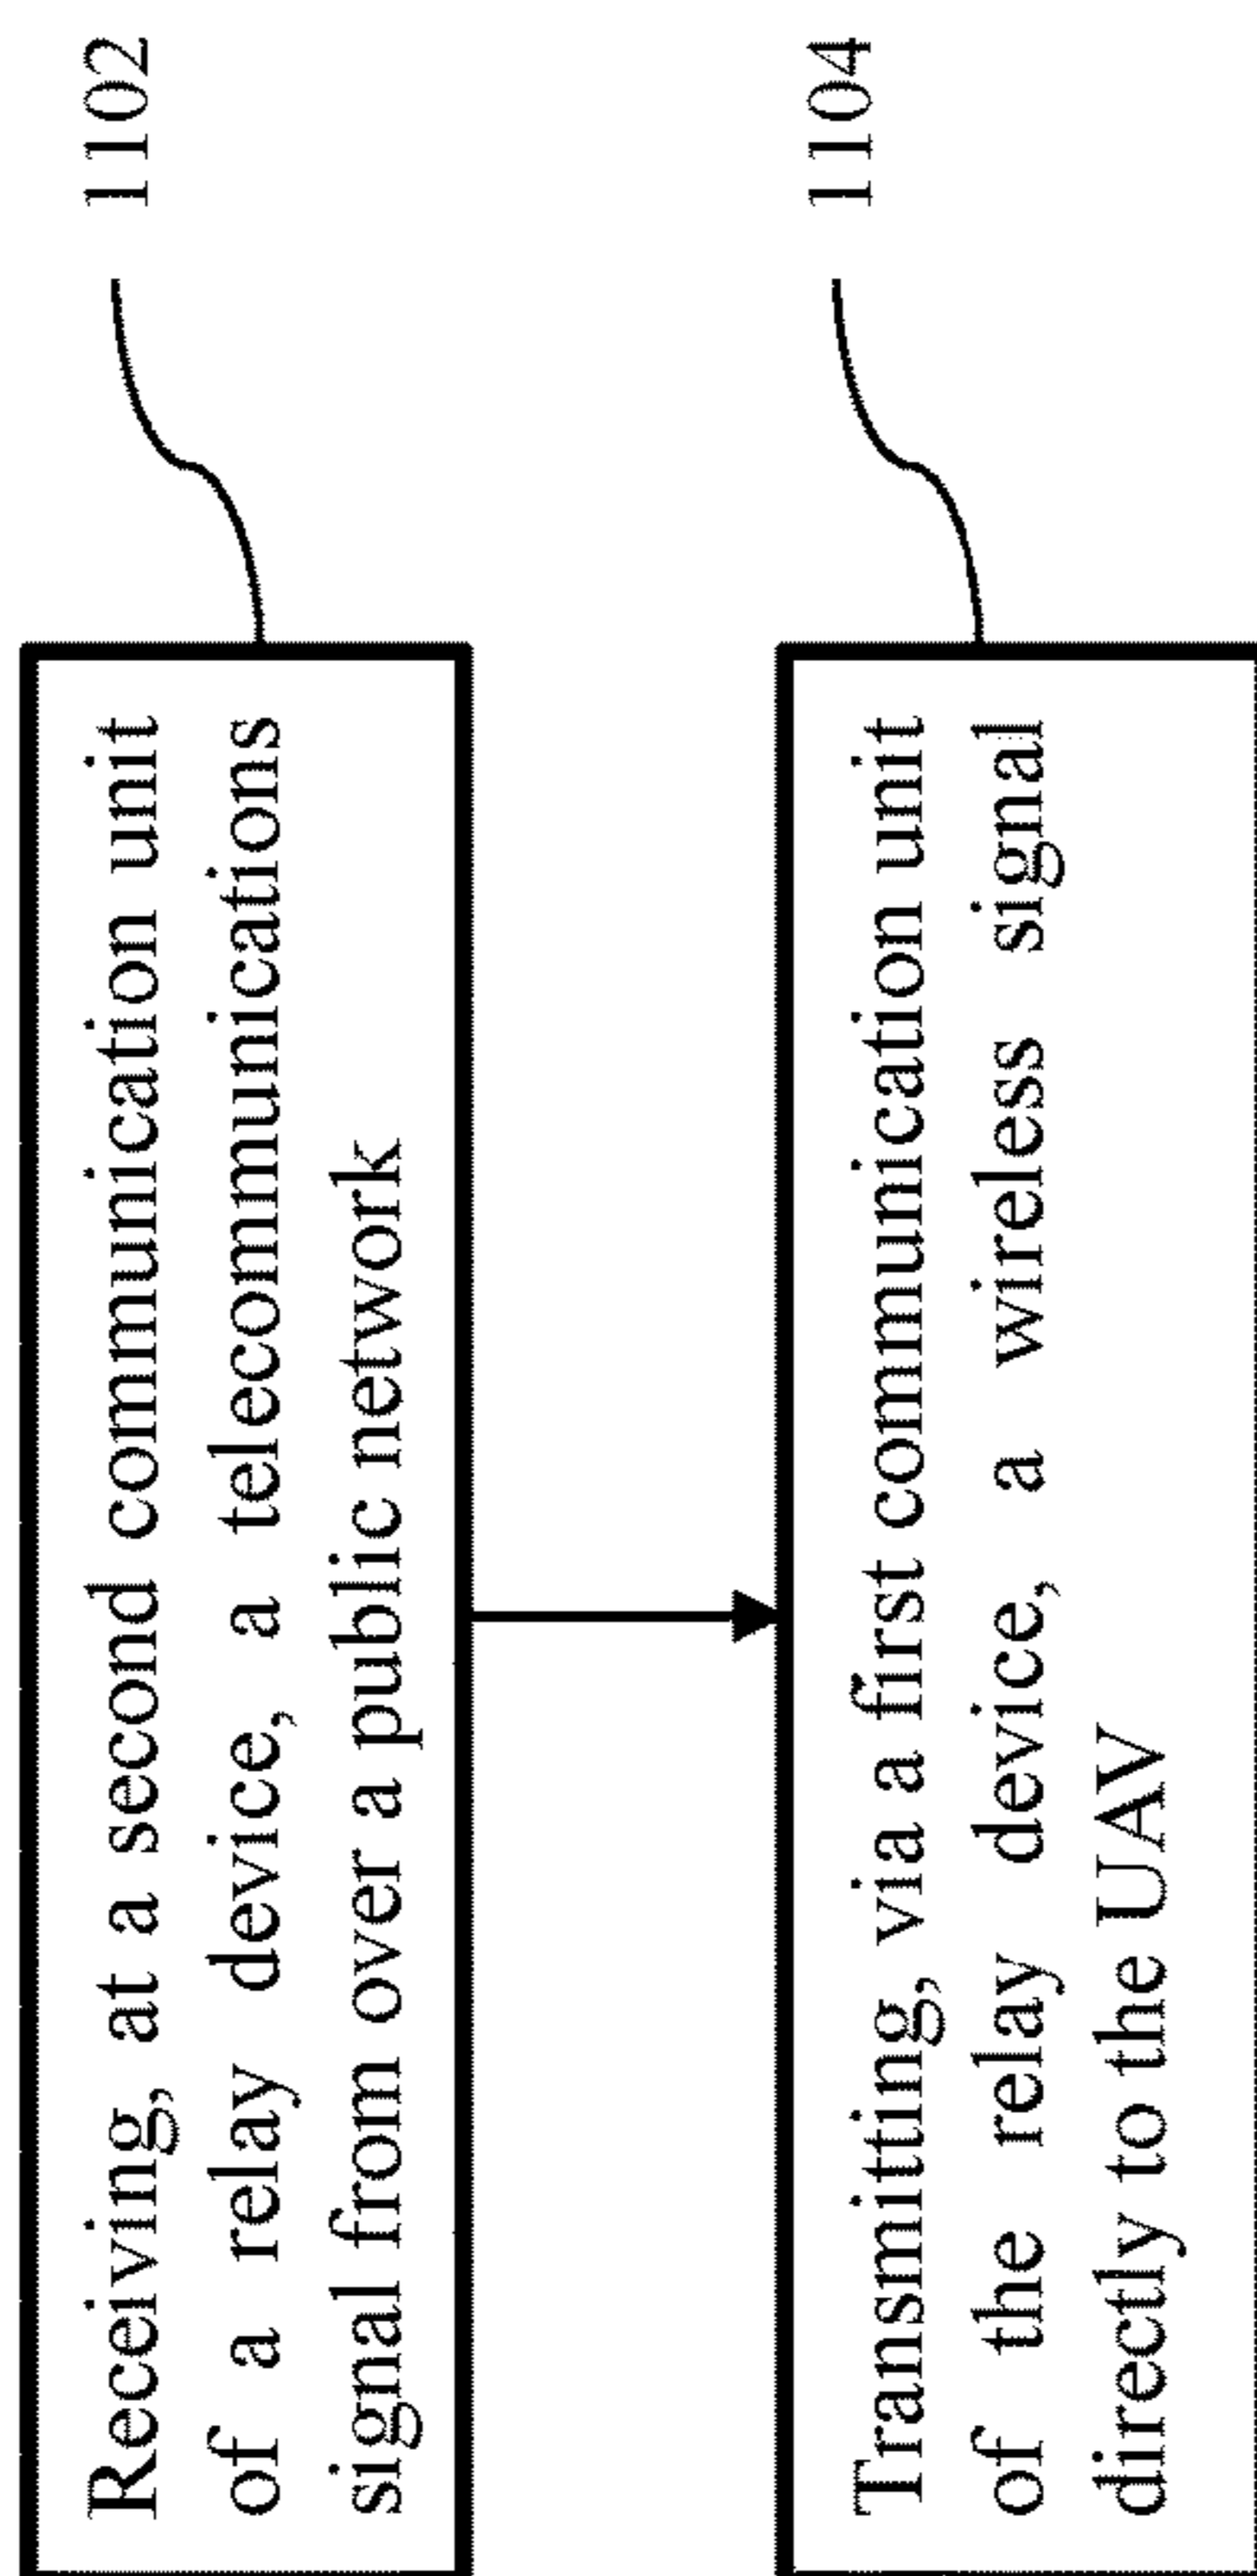 Receiving, at a second communication unit
of a relay device, a telecommunications
signal from over a public network
1102
Transmitting, via a first communication unit
of the relay device, a wireless signal
directly to the UAV
1104